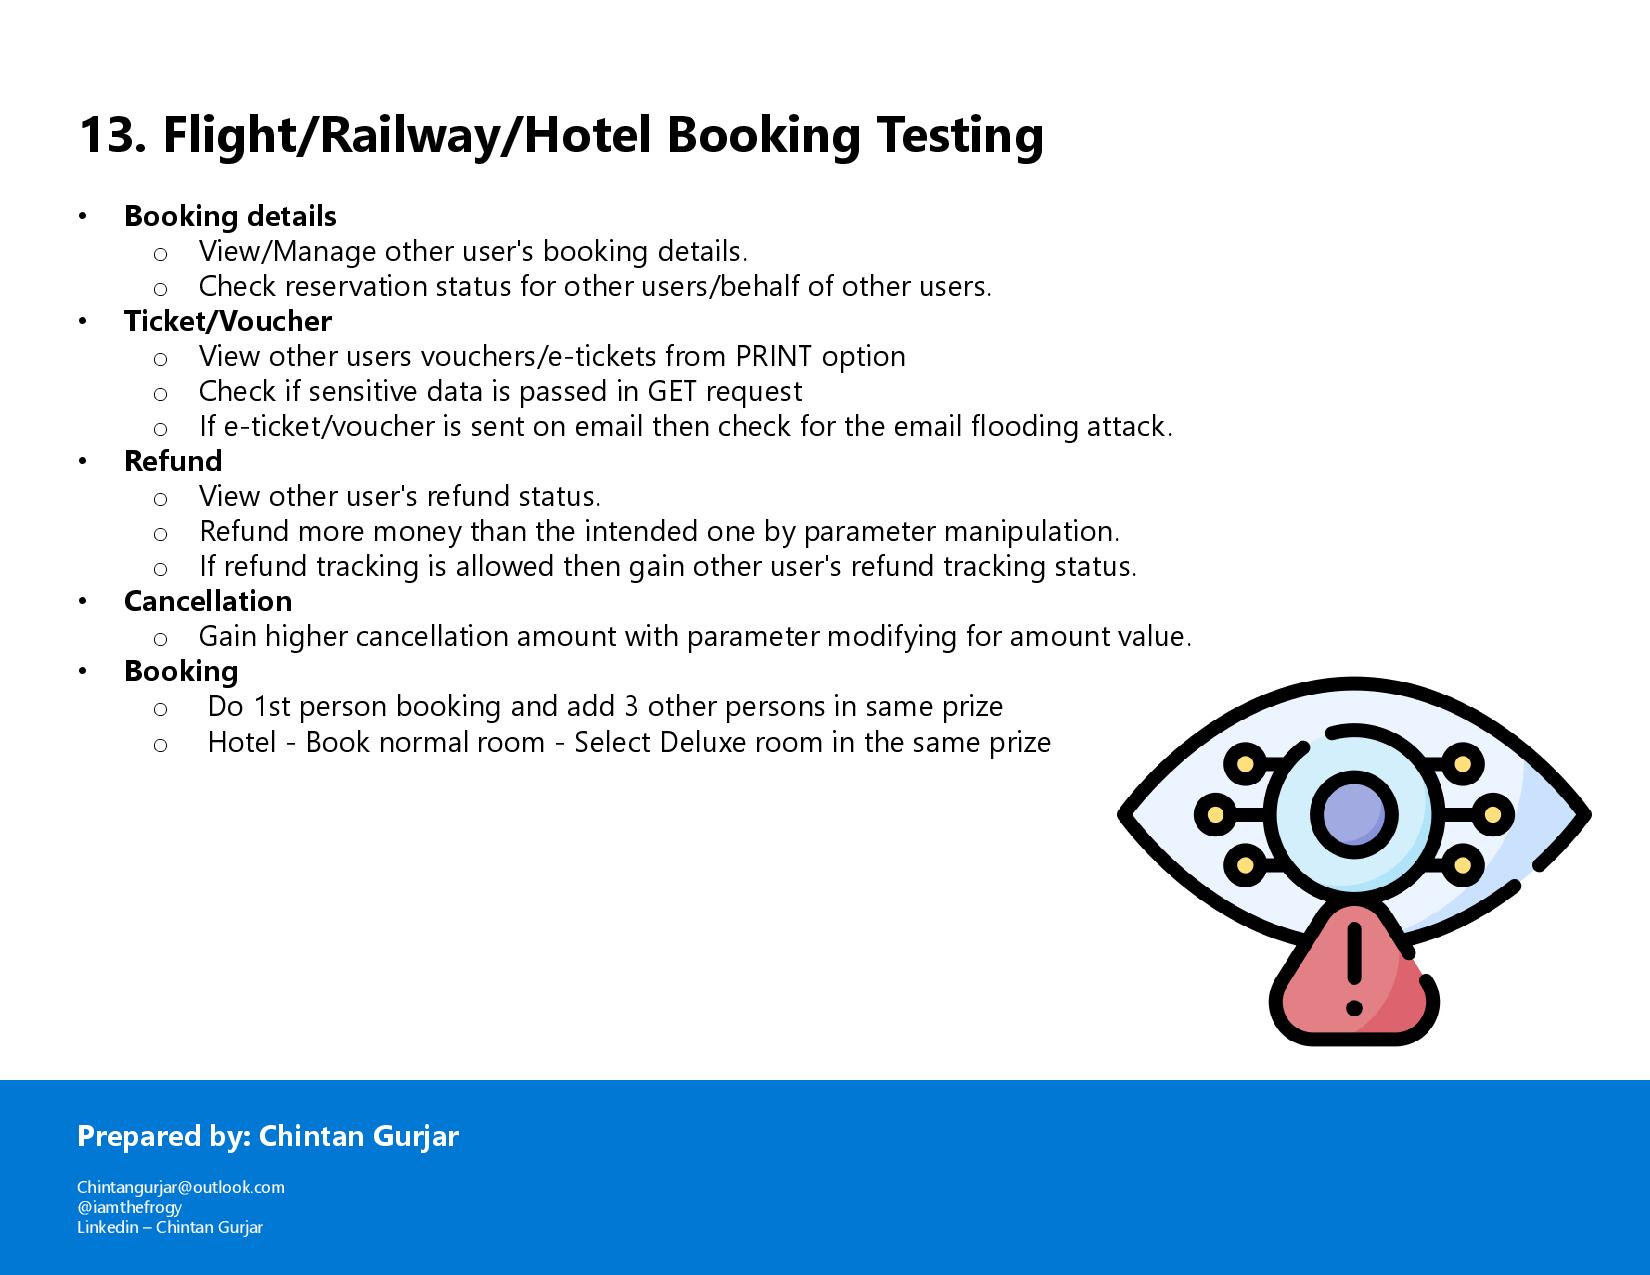 13. Flight/Railway/Hotel Booking Testing
• Booking details
o View/Manage other user's booking details.
o Check reservation status for other users/behalf of other users.
• Ticket/Voucher
o View other users vouchers/e-tickets from PRINT option
o Check if sensitive data is passed in GET request
o If e-ticket/voucher is sent on email then check for the email flooding attack.
• Refund
o View other user's refund status.
o Refund more money than the intended one by parameter manipulation.
o If refund tracking is allowed then gain other user's refund tracking status.
• Cancellation
o Gain higher cancellation amount with parameter modifying for amount value.
• Booking
o Do 1st person booking and add 3 other persons in same prize
o Hotel - Book normal room - Select Deluxe room in the same prize
Prepared by: Chintan Gurjar
Chintangurjar@outlook.com
@iamthefrogy
Linkedin – Chintan Gurjar